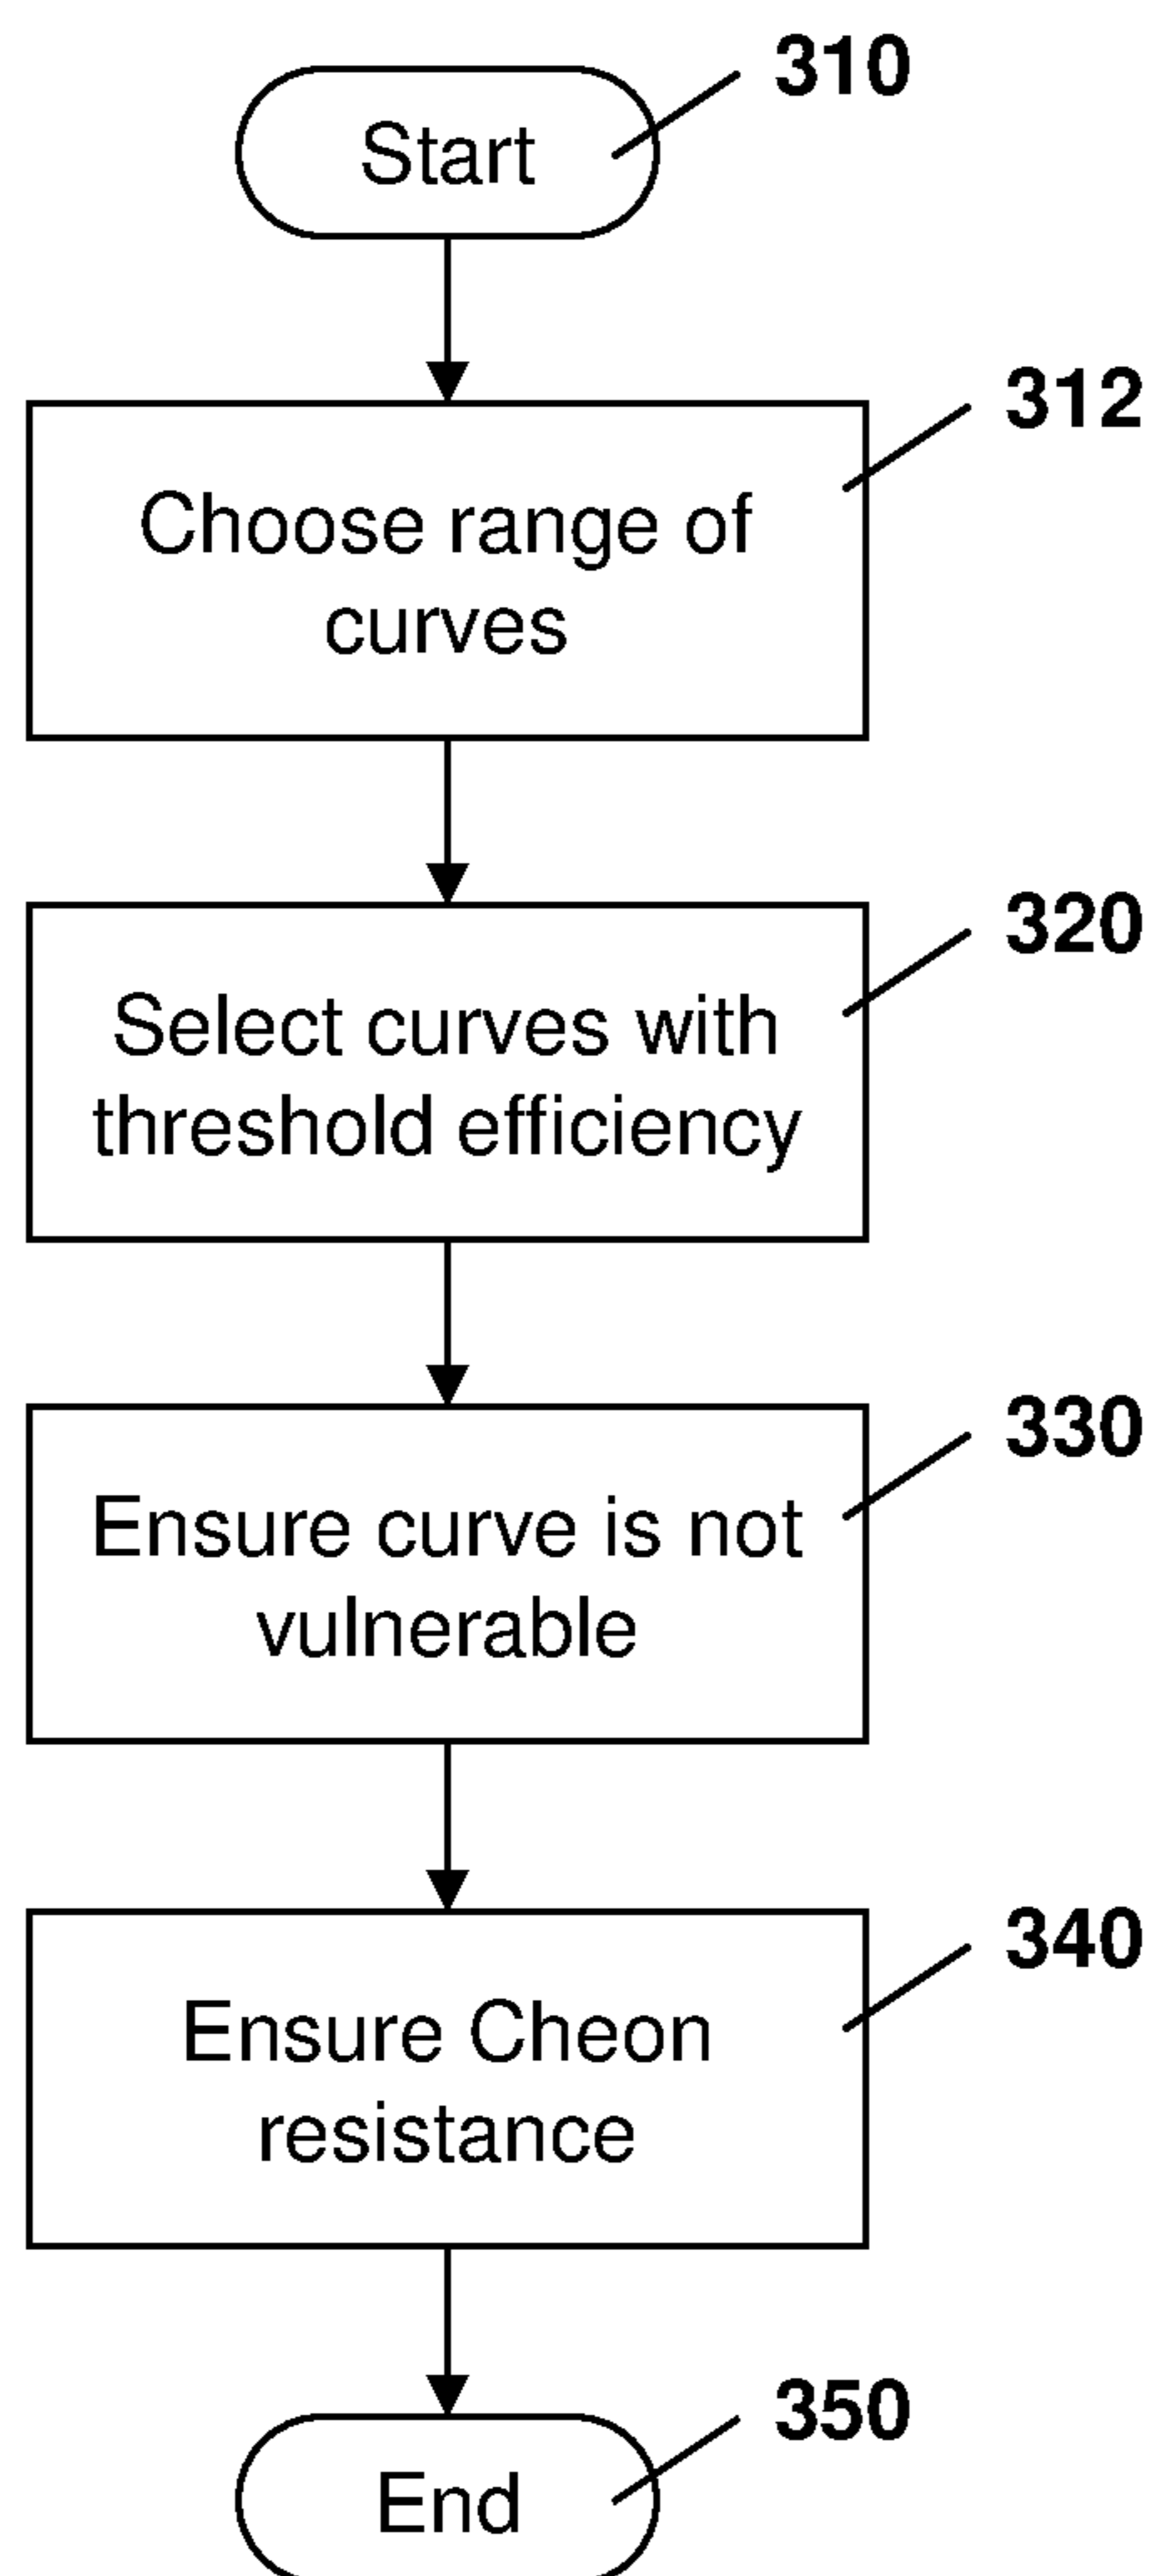 310
Start
312
Choose range of
curves
320
Select curves with
threshold efficiency
330
Ensure curve is not
vulnerable
340
Ensure Cheon
resistance
350
End